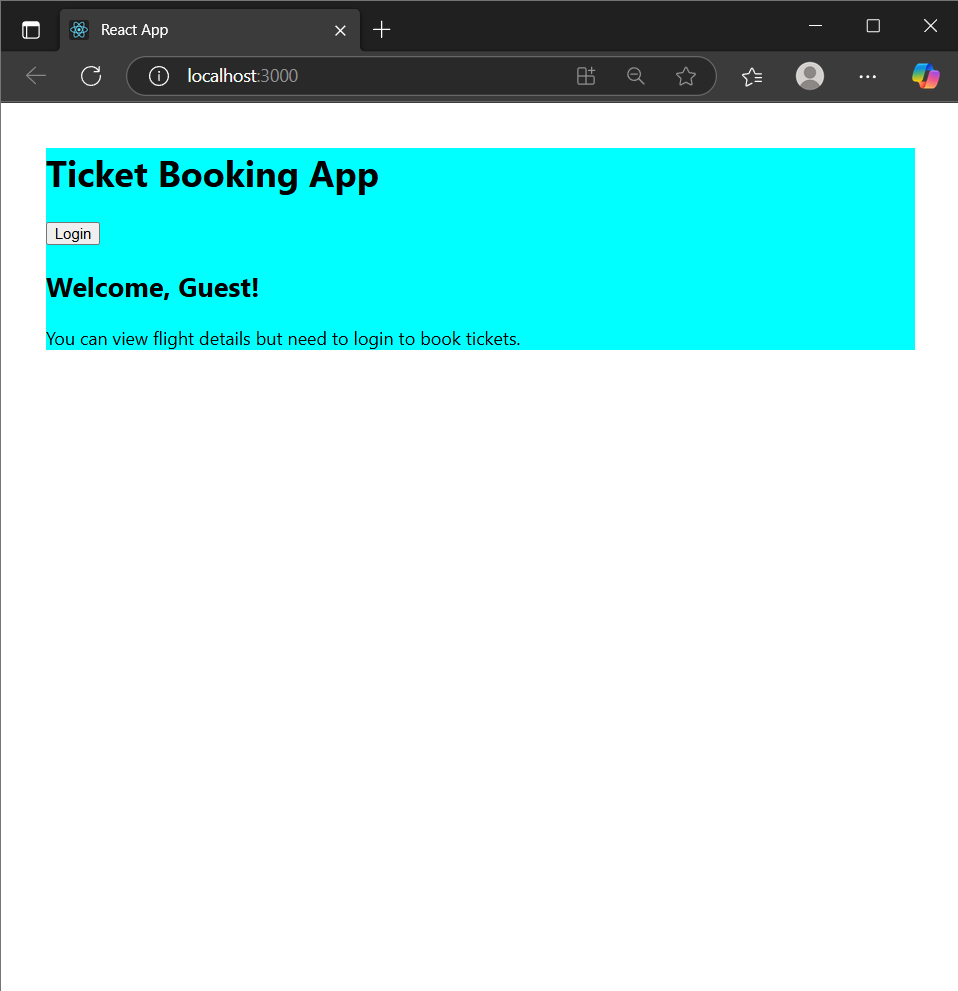 React App
localhost:3000
Ticket Booking App
Login
Welcome, Guest!
You can view flight details but need to login to book tickets.